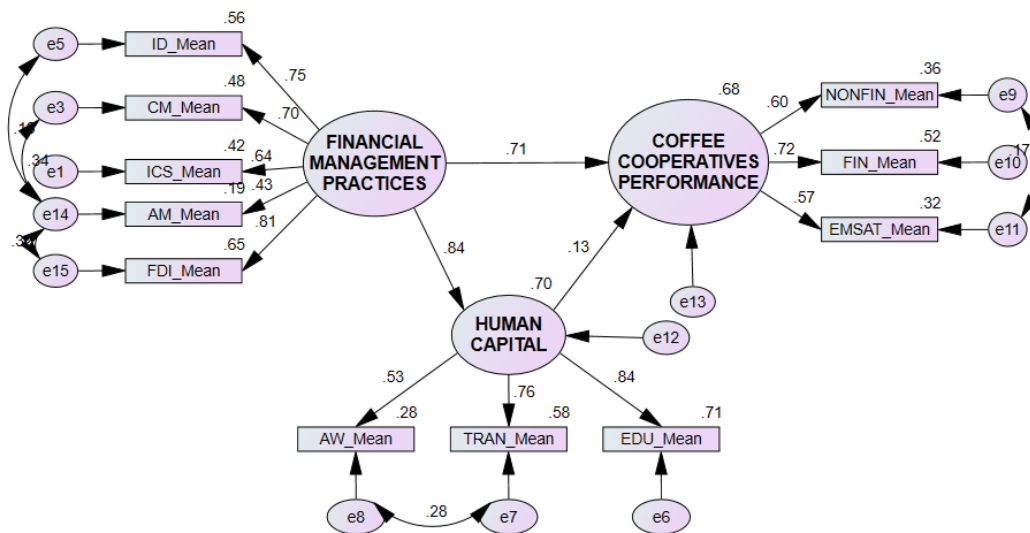 .56
e5
ID_Mean
.75
.48
e3
CM_Mean
.70
.34
.42
e1
ICS_Mean
.64
.43
.19
e14
AM_Mean
.81
.65
e15
FDI_Mean
FINANCIAL
MANAGEMENT
PRACTICES
.71
.84
.68
COFFEE
COOPERATIVES
PERFORMANCE
.60
.72
.57
.36
NONFIN_Mean
e9
.52
FIN_Mean
e10
.17
.32
EMSAT_Mean
e11
.13
e13
.70
HUMAN
CAPITAL
e12
.53
.76
.84
.28
AW_Mean
.58
TRAN_Mean
.71
EDU_Mean
e8
.28
e7
e6